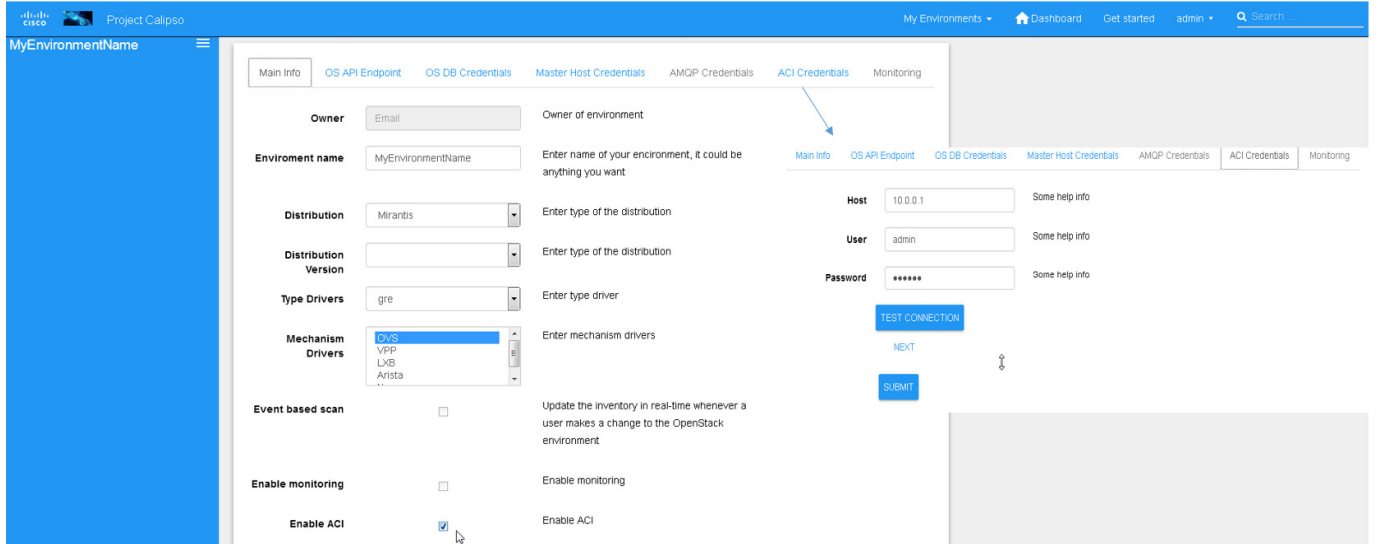 cisco
Project Calipso
My Environments
Dashboard
Get started
admin
Search ...
MyEnvironmentName
Main Info
OS API Endpoint
OS DB Credentials
Master Host Credentials
AMQP Credentials
ACI Credentials
Monitoring
Owner
Email
Owner of environment
Enviroment name
MyEnvironmentName
Enter name of your encironment, it could be
anything you want
Distribution
Mirantis
Enter type of the distribution
Distribution
Version
Enter type of the distribution
Type Drivers
gre
Enter type driver
Mechanism
Drivers
OVS
VPP
LXB
Arista
Enter mechanism drivers
Event based scan
Update the inventory in real-time whenever a
user makes a change to the OpenStack
environment
Enable monitoring
Enable monitoring
Enable ACI
Enable ACI
Main Info
OS API Endpoint
OS DB Credentials
Master Host Credentials
AMQP Credentials
ACI Credentials
Monitoring
Host
10.0.0.1
Some help info
User
admin
Some help info
Password
••••••
Some help info
TEST CONNECTION
NEXT
SUBMIT